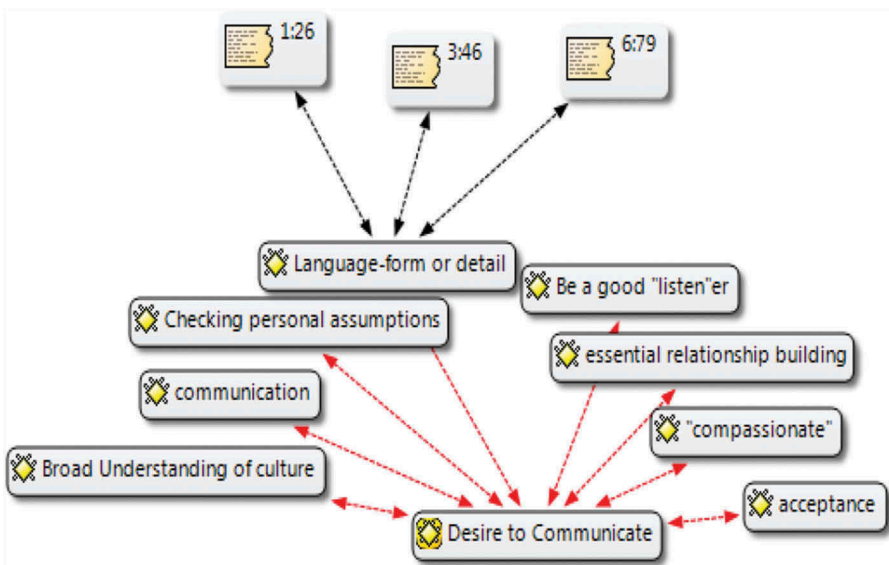 1:26
3:46
6:79
Language-form or detail
Be a good "listen"er
Checking personal assumptions
essential relationship building
communication
"compassionate"
Broad Understanding of culture
acceptance
Desire to Communicate